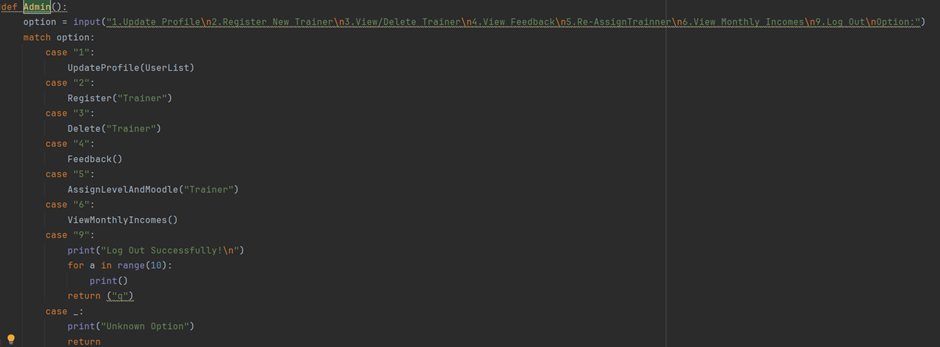 def Admin():
    option = input("1.Update Profile\n2.Register New Trainer\n3.View/Delete Trainer\n4.View Feedback\n5.Re-AssignTrainner\n6.View Monthly Incomes\n9.Log Out\nOption:")
    match option:
        case "1":
            UpdateProfile(UserList)
        case "2":
            Register("Trainer")
        case "3":
            Delete("Trainer")
        case "4":
            Feedback()
        case "5":
            AssignLevelAndMoodle("Trainer")
        case "6":
            ViewMonthlyIncomes()
        case "9":
            print("Log Out Successfully!\n")
            for a in range(10):
                print()
            return ("q")
        case _:
            print("Unknown Option")
            return